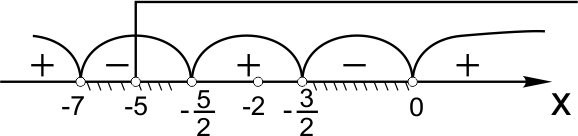 + − + − +
-7 -5 -5/2 -2 -3/2 0 X